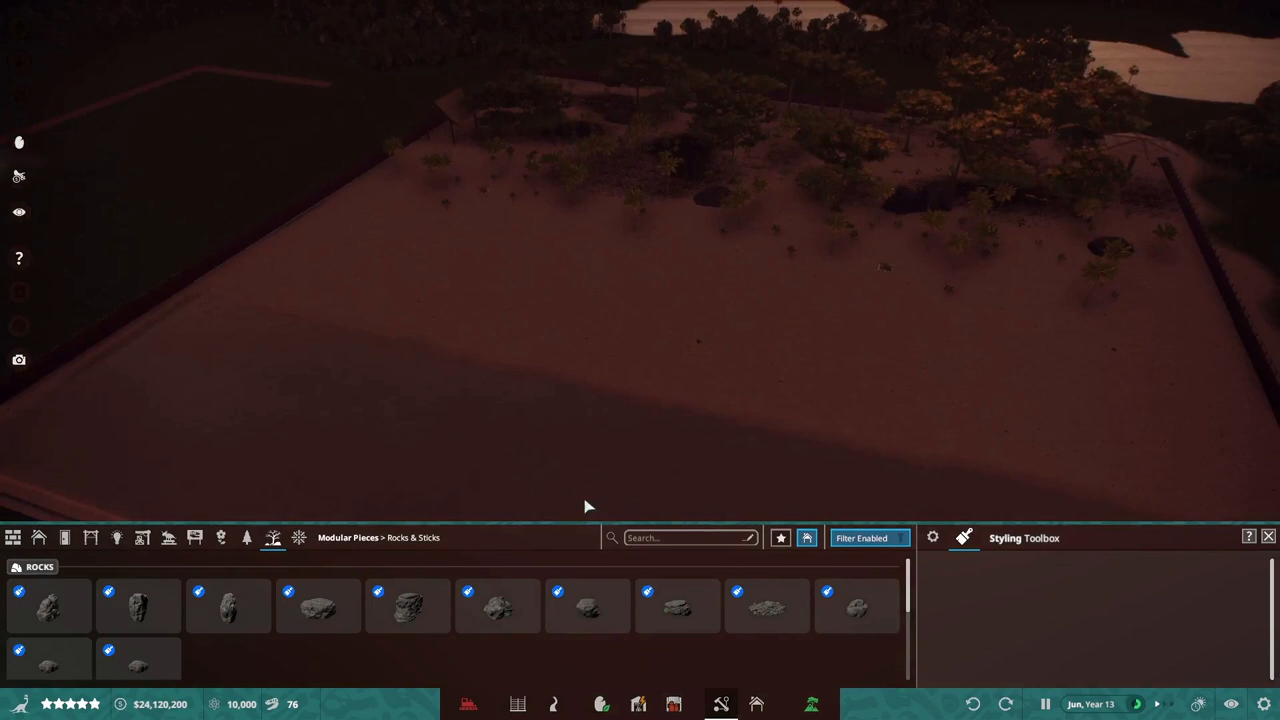 ?
Modular Pieces > Rocks & Sticks
Search...
Filter Enabled
Styling Toolbox
?
ROCKS
$24,120,200
10,000
76
Jun, Year 13